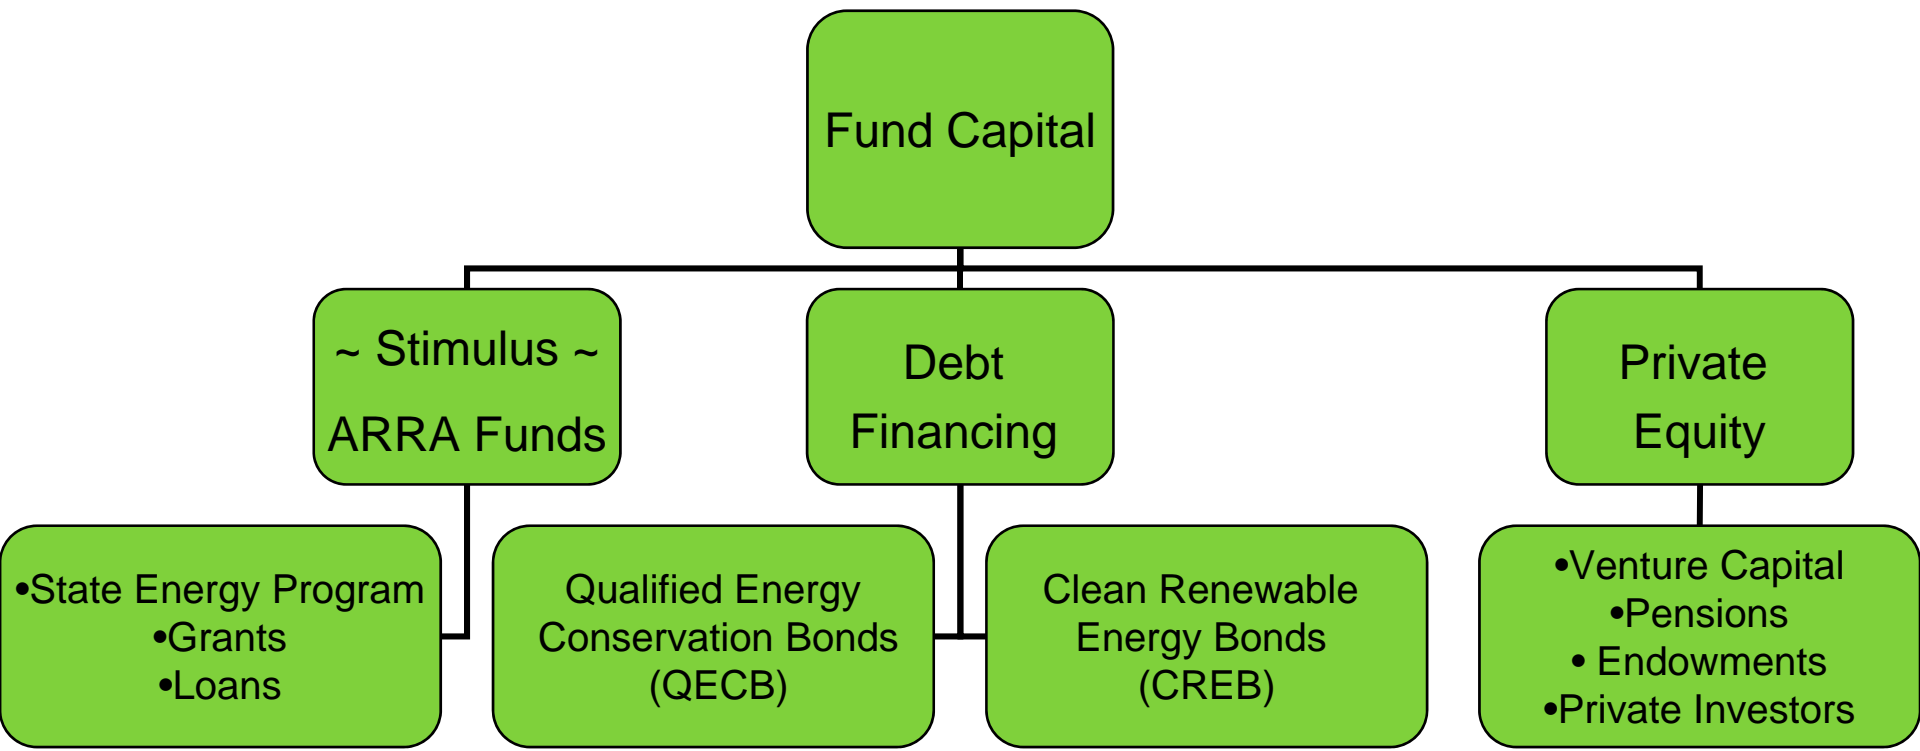 Fund Capital
~ Stimulus ~
ARRA Funds
Debt
Financing
Private
Equity
•State Energy Program
•Grants
•Loans
Qualified Energy
Conservation Bonds
(QECB)
Clean Renewable
Energy Bonds
(CREB)
•Venture Capital
•Pensions
• Endowments
•Private Investors